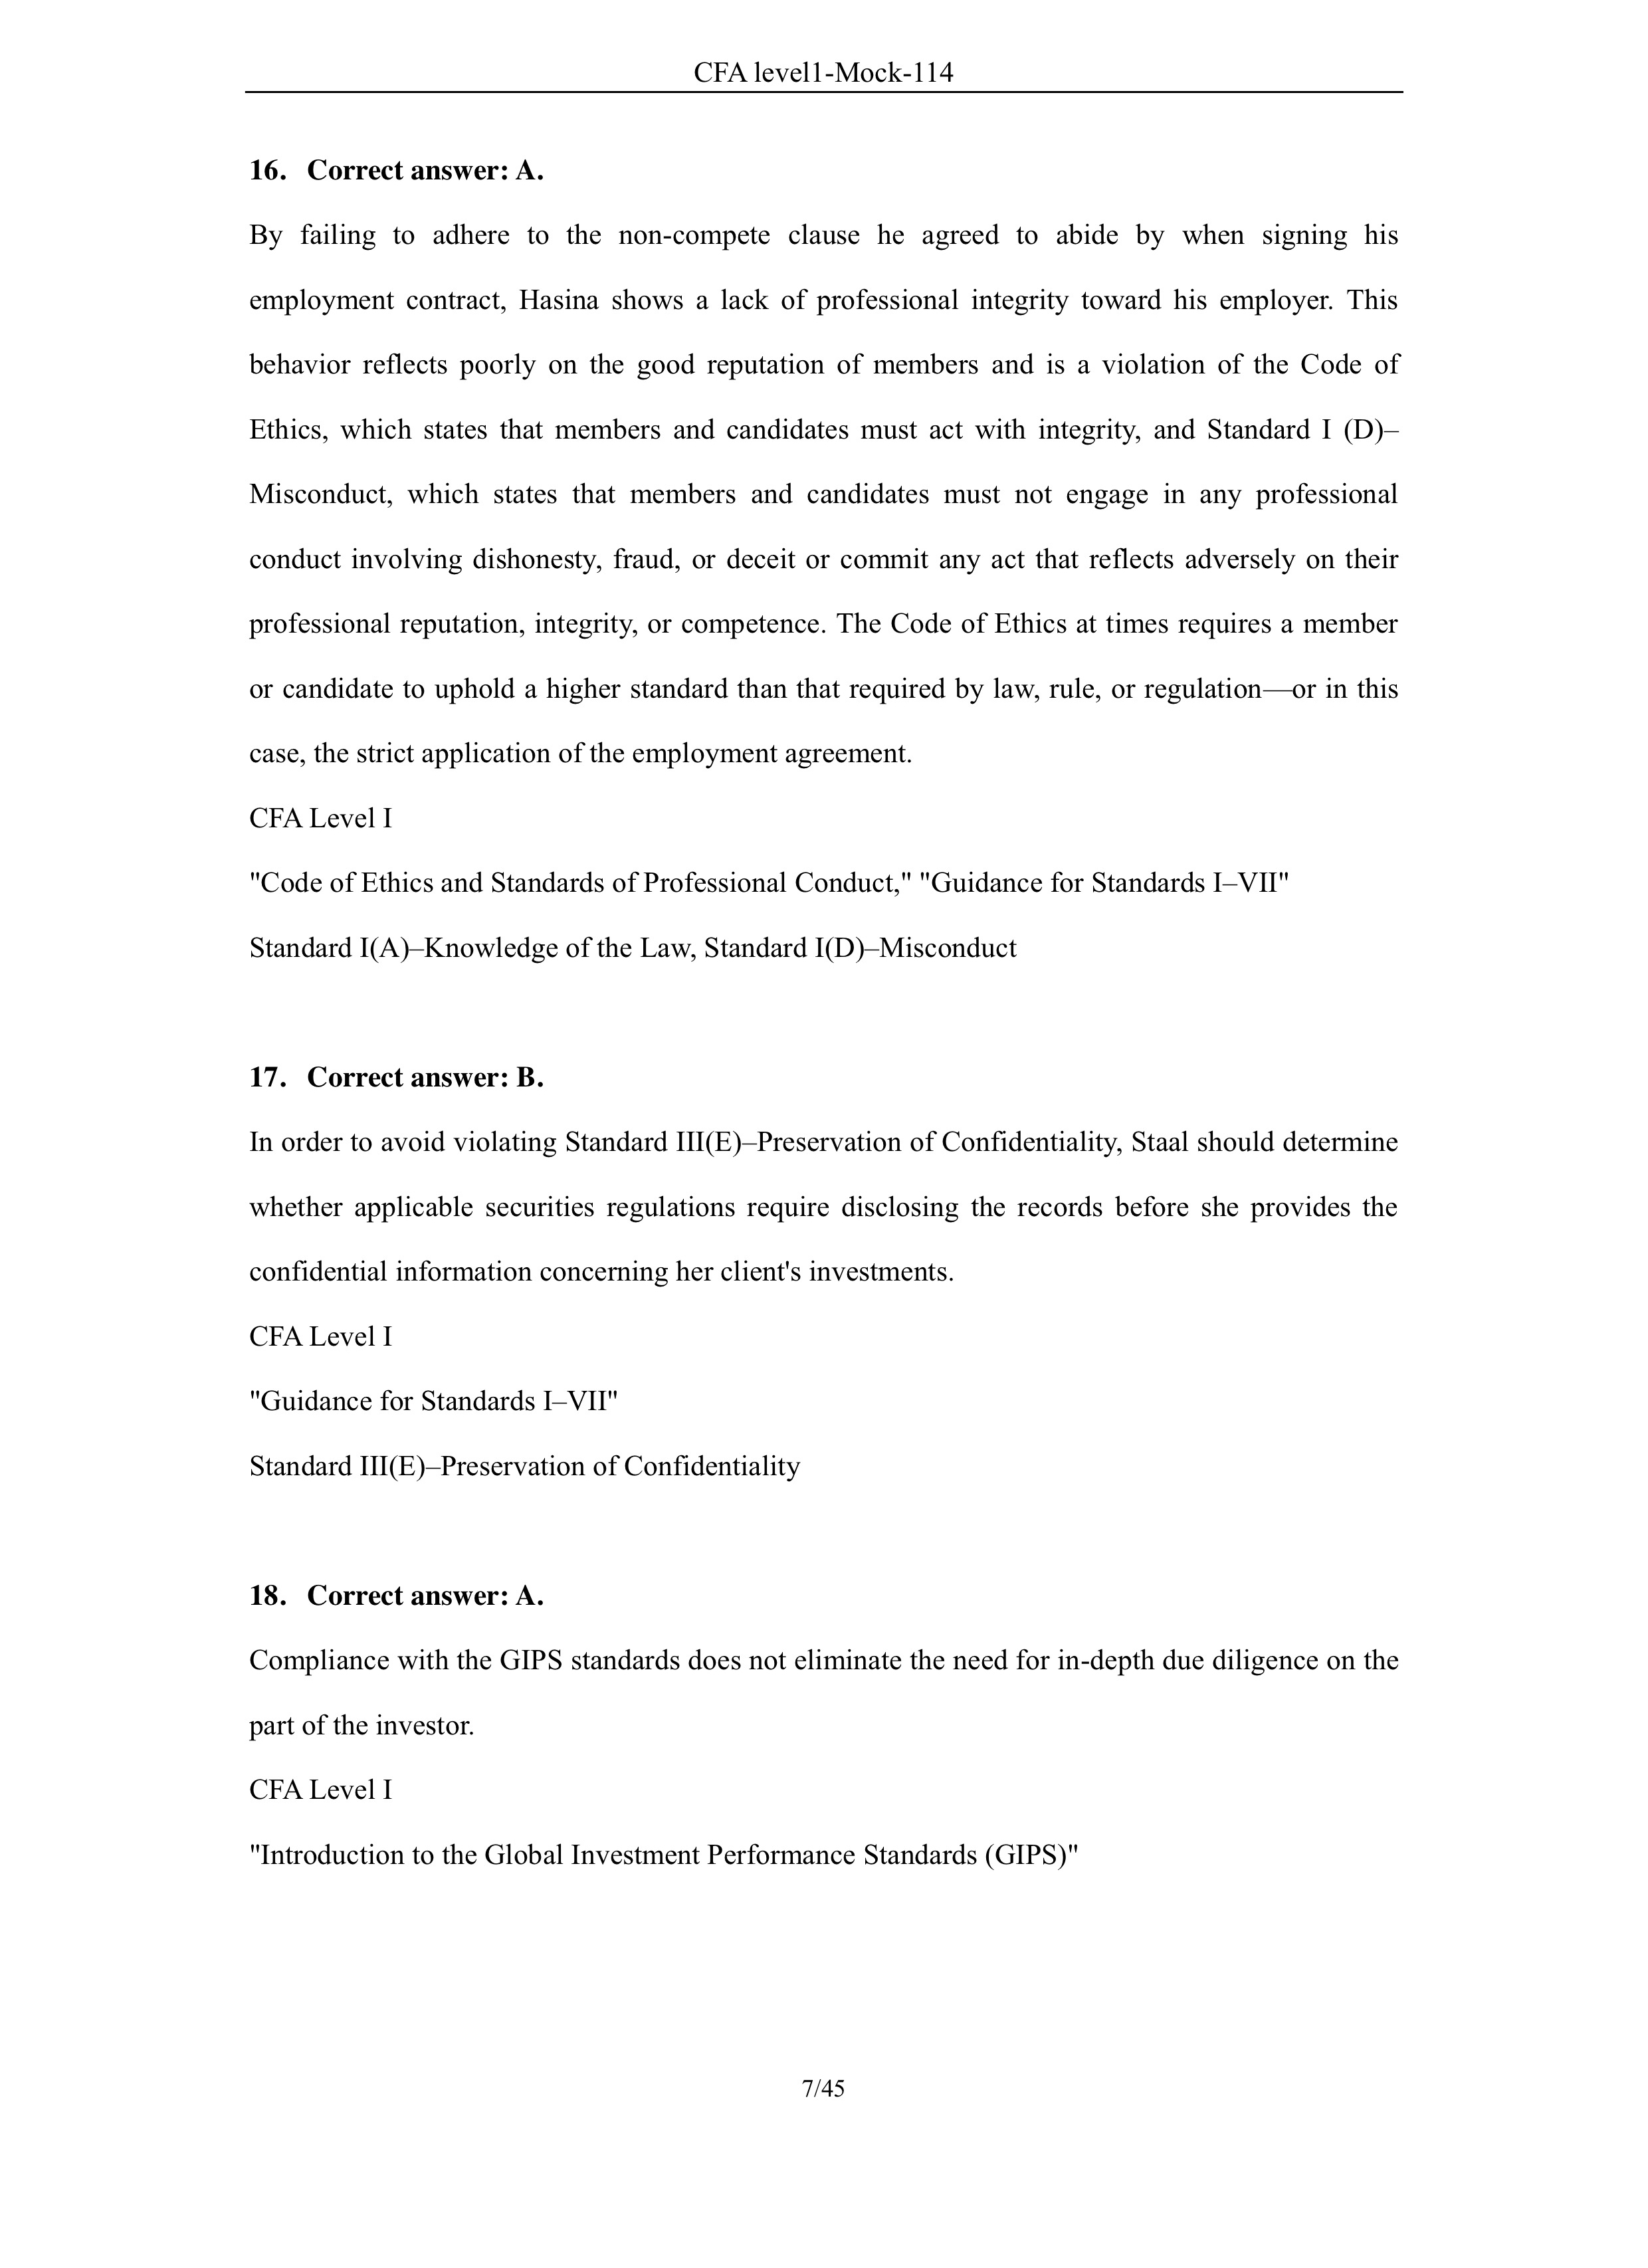 CFA level1-Mock-114
16. Correct answer: A.
By failing to adhere to the non-compete clause he agreed to abide by when signing his
employment contract, Hasina shows a lack of professional integrity toward his employer. This
behavior reflects poorly on the good reputation of members and is a violation of the Code of
Ethics, which states that members and candidates must act with integrity, and Standard I (D)–
Misconduct, which states that members and candidates must not engage in any professional
conduct involving dishonesty, fraud, or deceit or commit any act that reflects adversely on their
professional reputation, integrity, or competence. The Code of Ethics at times requires a member
or candidate to uphold a higher standard than that required by law, rule, or regulation—or in this
case, the strict application of the employment agreement.
CFA Level I
"Code of Ethics and Standards of Professional Conduct," "Guidance for Standards I–VII"
Standard I(A)–Knowledge of the Law, Standard I(D)–Misconduct
17. Correct answer: B.
In order to avoid violating Standard III(E)–Preservation of Confidentiality, Staal should determine
whether applicable securities regulations require disclosing the records before she provides the
confidential information concerning her client's investments.
CFA Level I
"Guidance for Standards I–VII"
Standard III(E)–Preservation of Confidentiality
18. Correct answer: A.
Compliance with the GIPS standards does not eliminate the need for in-depth due diligence on the
part of the investor.
CFA Level I
"Introduction to the Global Investment Performance Standards (GIPS)"
7/45